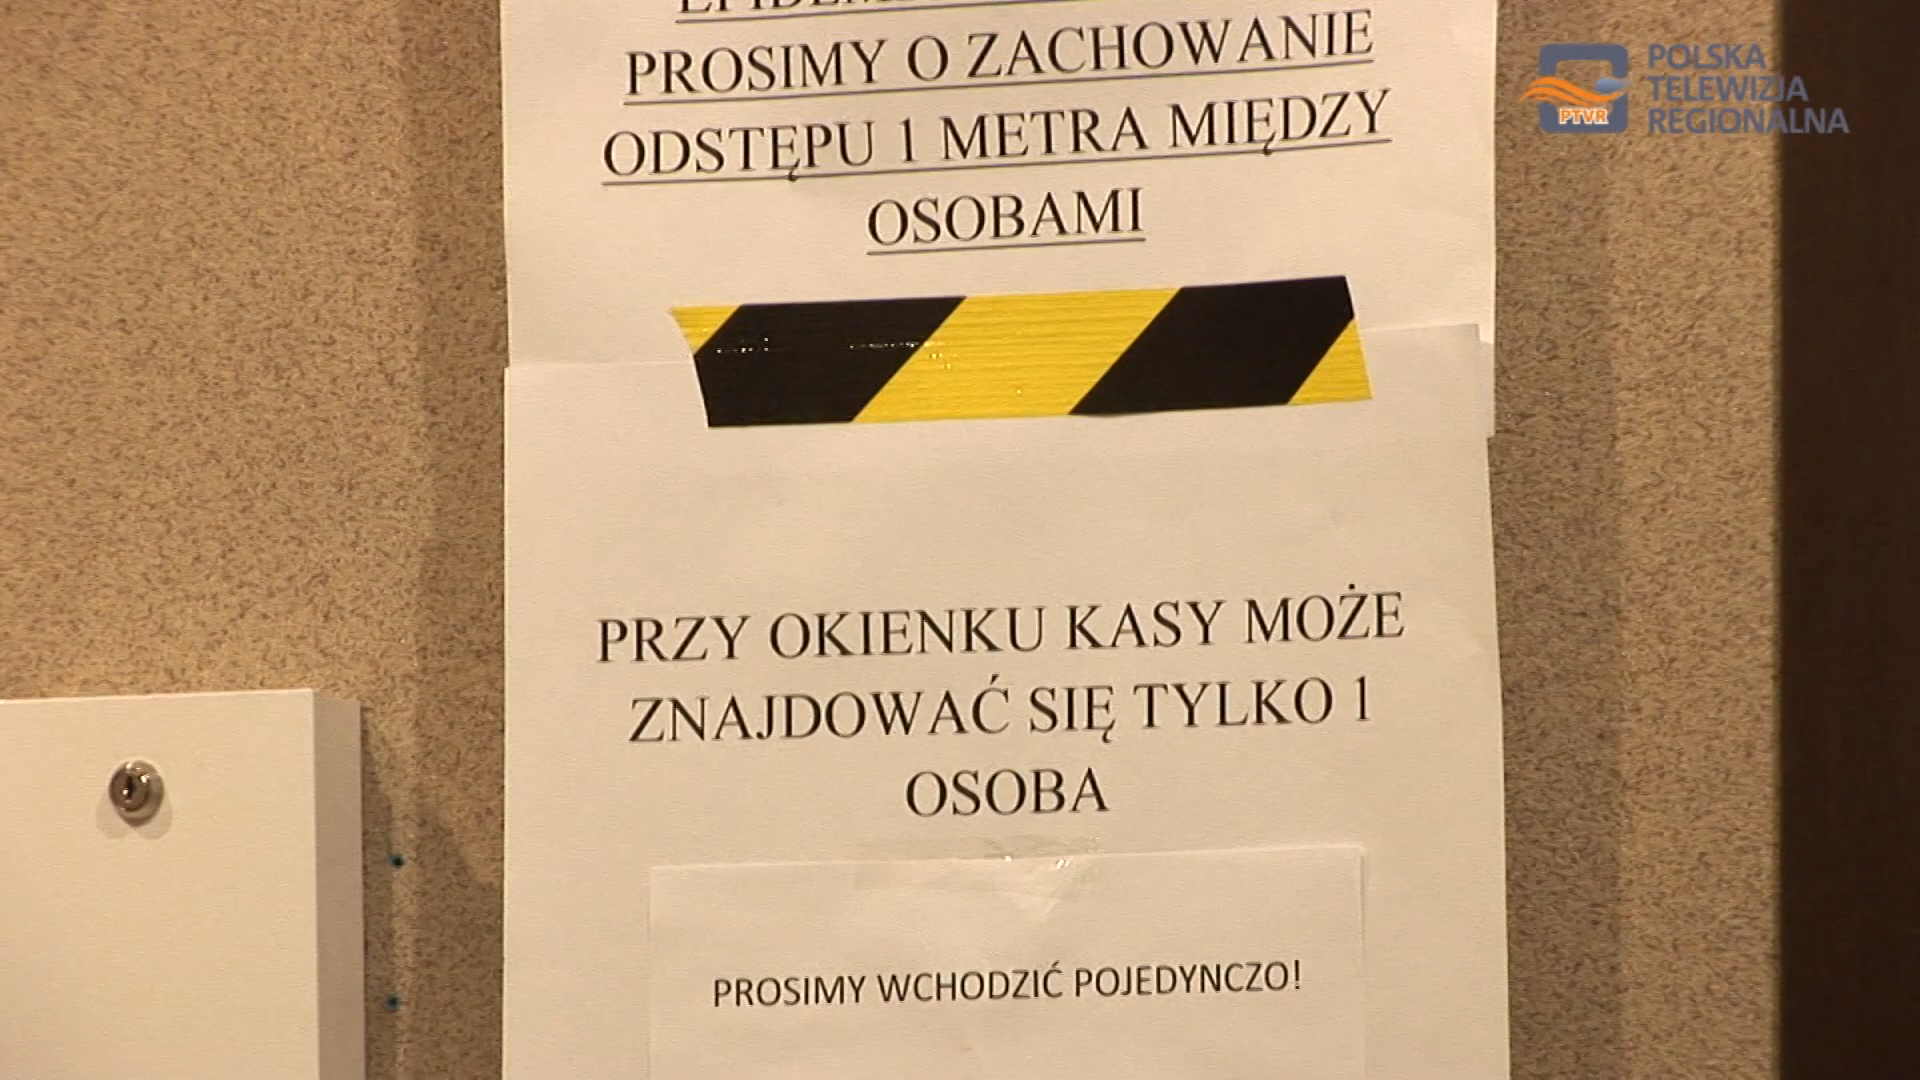 PROSIMY O ZACHOWANIE
ODSTĘPU 1 METRA MIĘDZY
OSOBAMI
PRZY OKIENKU KASY MOŻE
ZNAJDOWAĆ SIĘ TYLKO 1
OSOBA
PROSIMY WCHODZIĆ POJEDYNCZO!
POLSKA
TELEWIZJA
REGIONALNA
PTVR